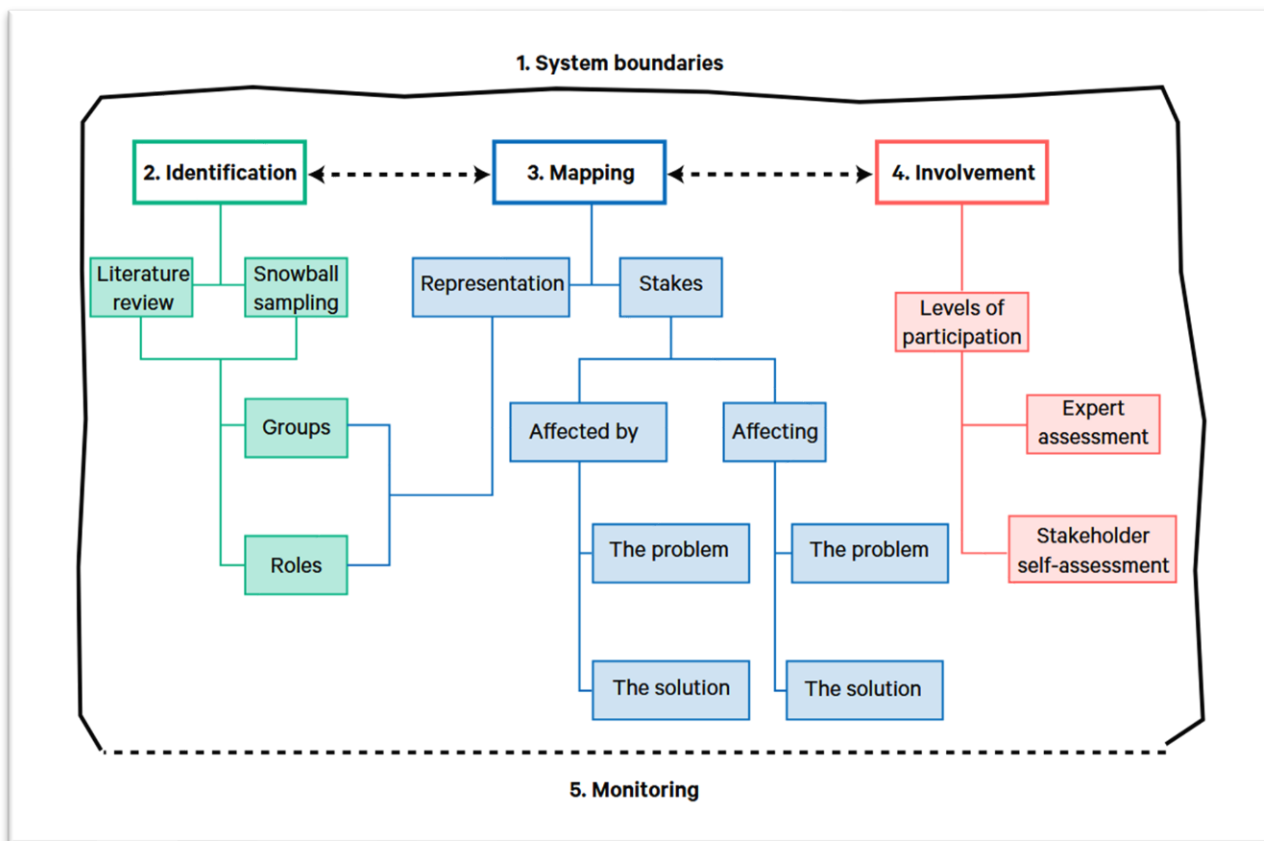 1. System boundaries
2. Identification
3. Mapping
4. Involvement
Literature
review
Snowball
sampling
Representation
Stakes
Levels of
participation
Groups
Affected by
Affecting
Expert
assessment
Roles
The problem
The problem
Stakeholder
self-assessment
The solution
The solution
5. Monitoring